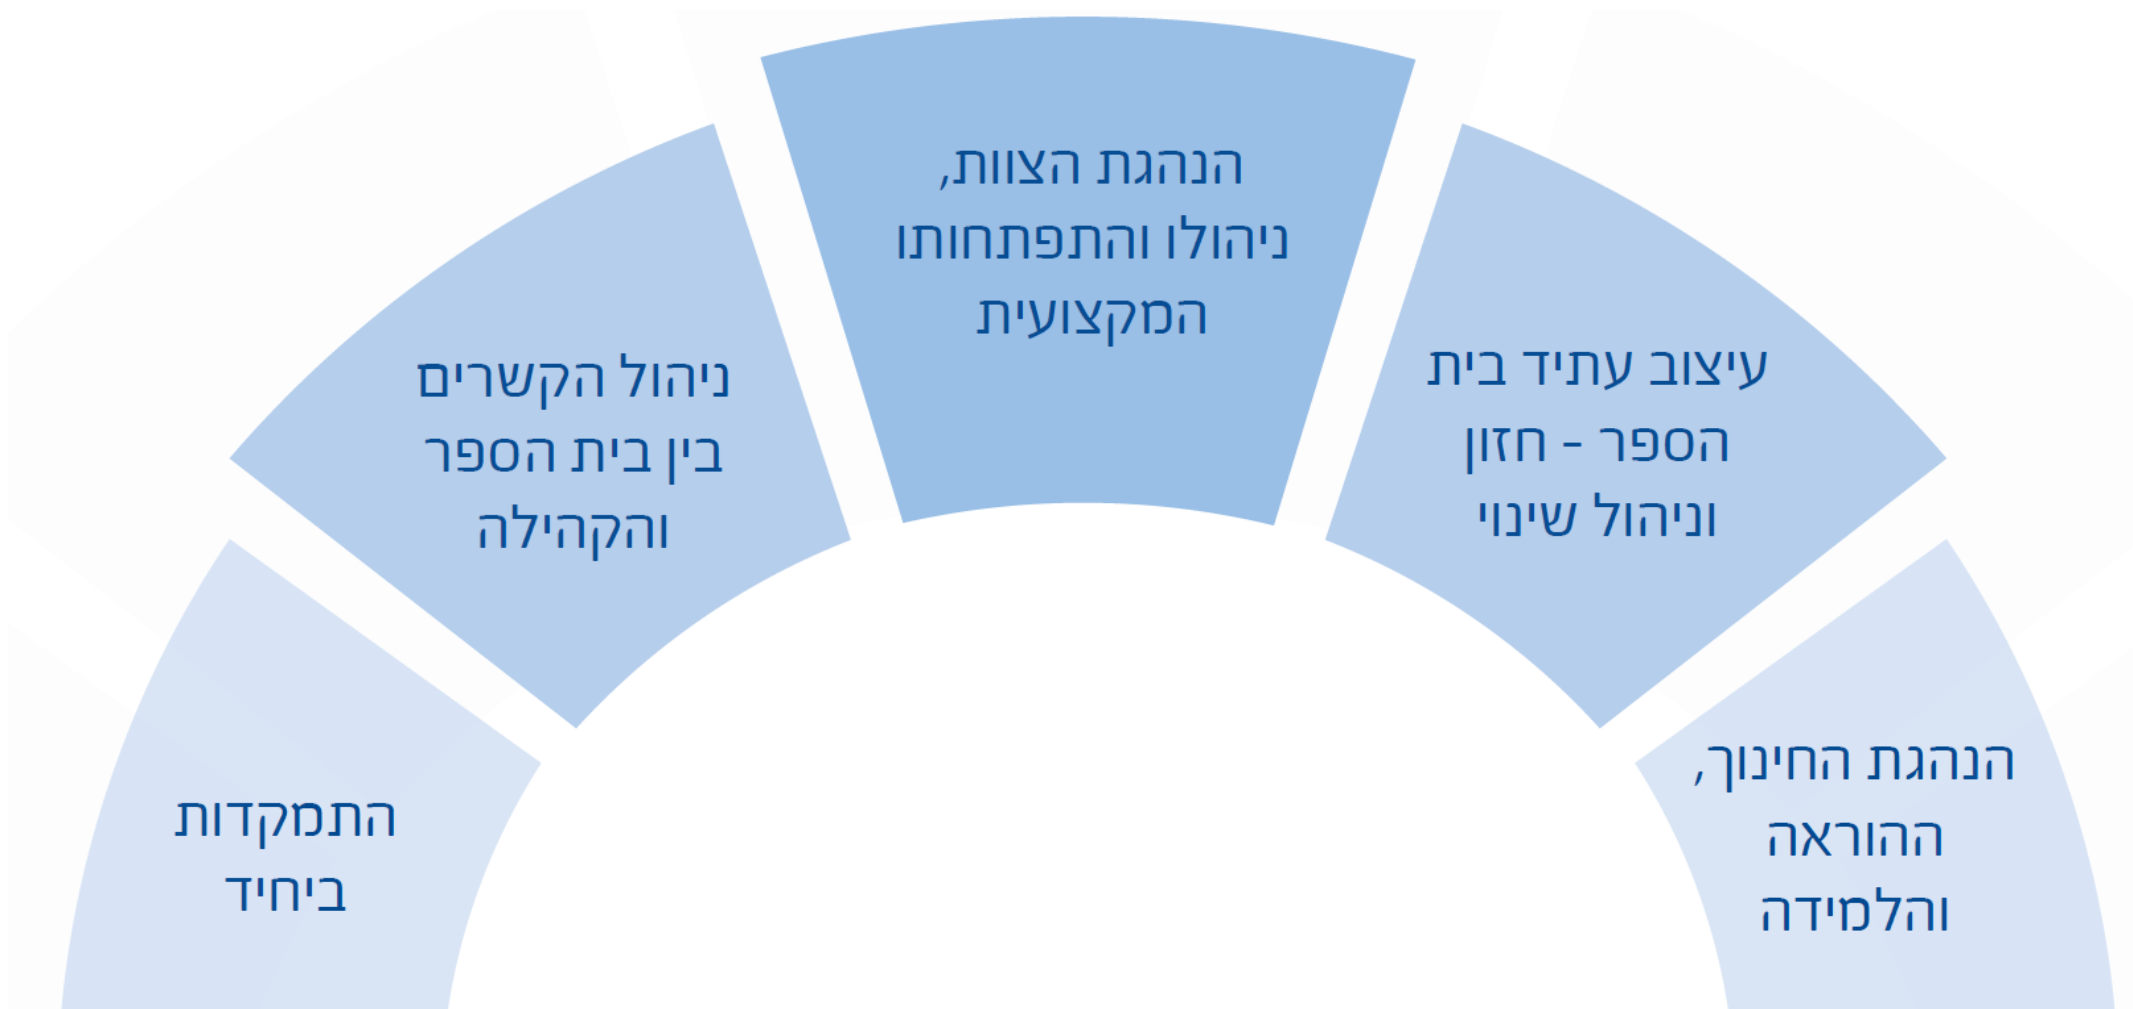 הנהגת החינוך,
ההוראה
והלמידה
עיצוב עתיד בית
הספר - חזון
וניהול שינוי
הנהגת הצוות,
ניהולו והתפתחותו
המקצועית
ניהול הקשרים
בין בית הספר
והקהילה
התמקדות
ביחיד